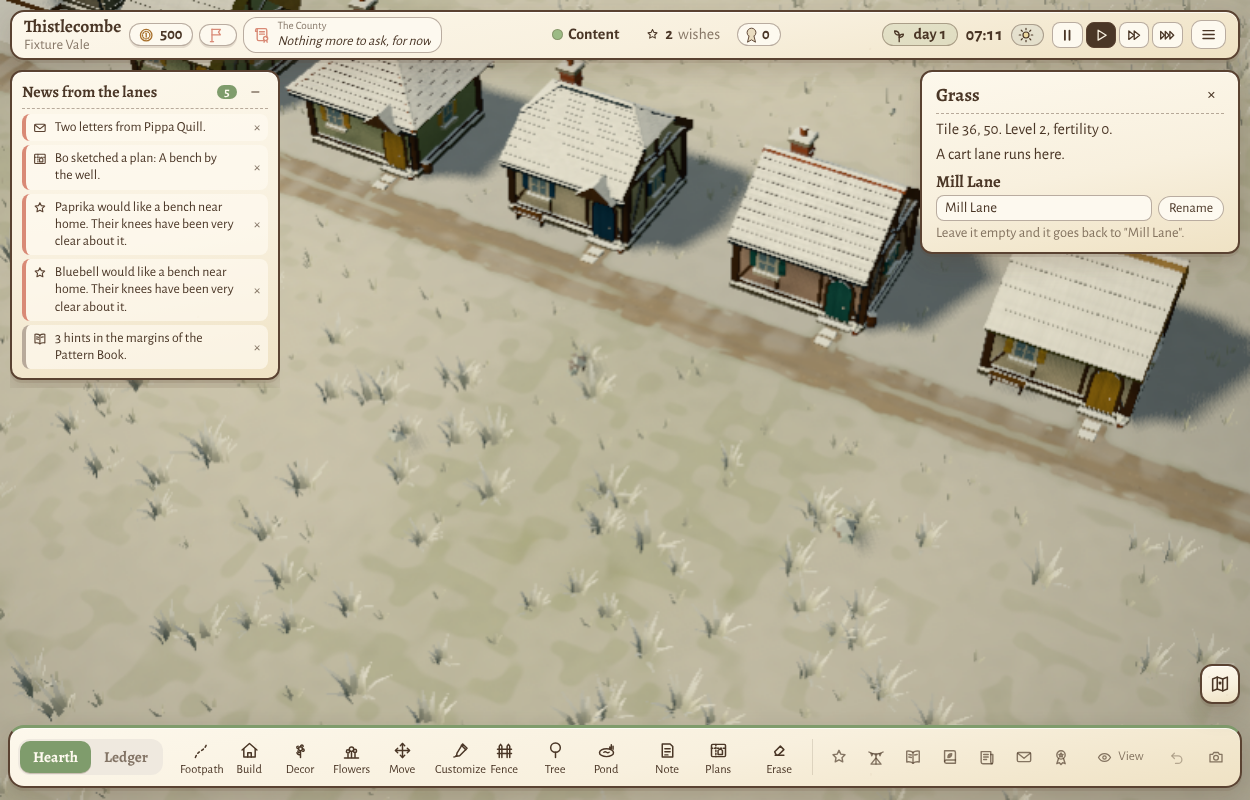 Thistlecombe
Fixture Vale
500
The County
Nothing more to ask, for now
Content
2 wishes
0
day 1
07:11
News from the lanes
5
Two letters from Pippa Quill.
Bo sketched a plan: A bench by
the well.
Paprika would like a bench near
home. Their knees have been very
clear about it.
Bluebell would like a bench near
home. Their knees have been very
clear about it.
3 hints in the margins of the
Pattern Book.
Grass
Tile 36, 50. Level 2, fertility 0.
A cart lane runs here.
Mill Lane
Mill Lane
Rename
Leave it empty and it goes back to "Mill Lane".
Hearth
Ledger
Footpath
Build
Decor
Flowers
Move
Customize
Fence
Tree
Pond
Note
Plans
Erase
View